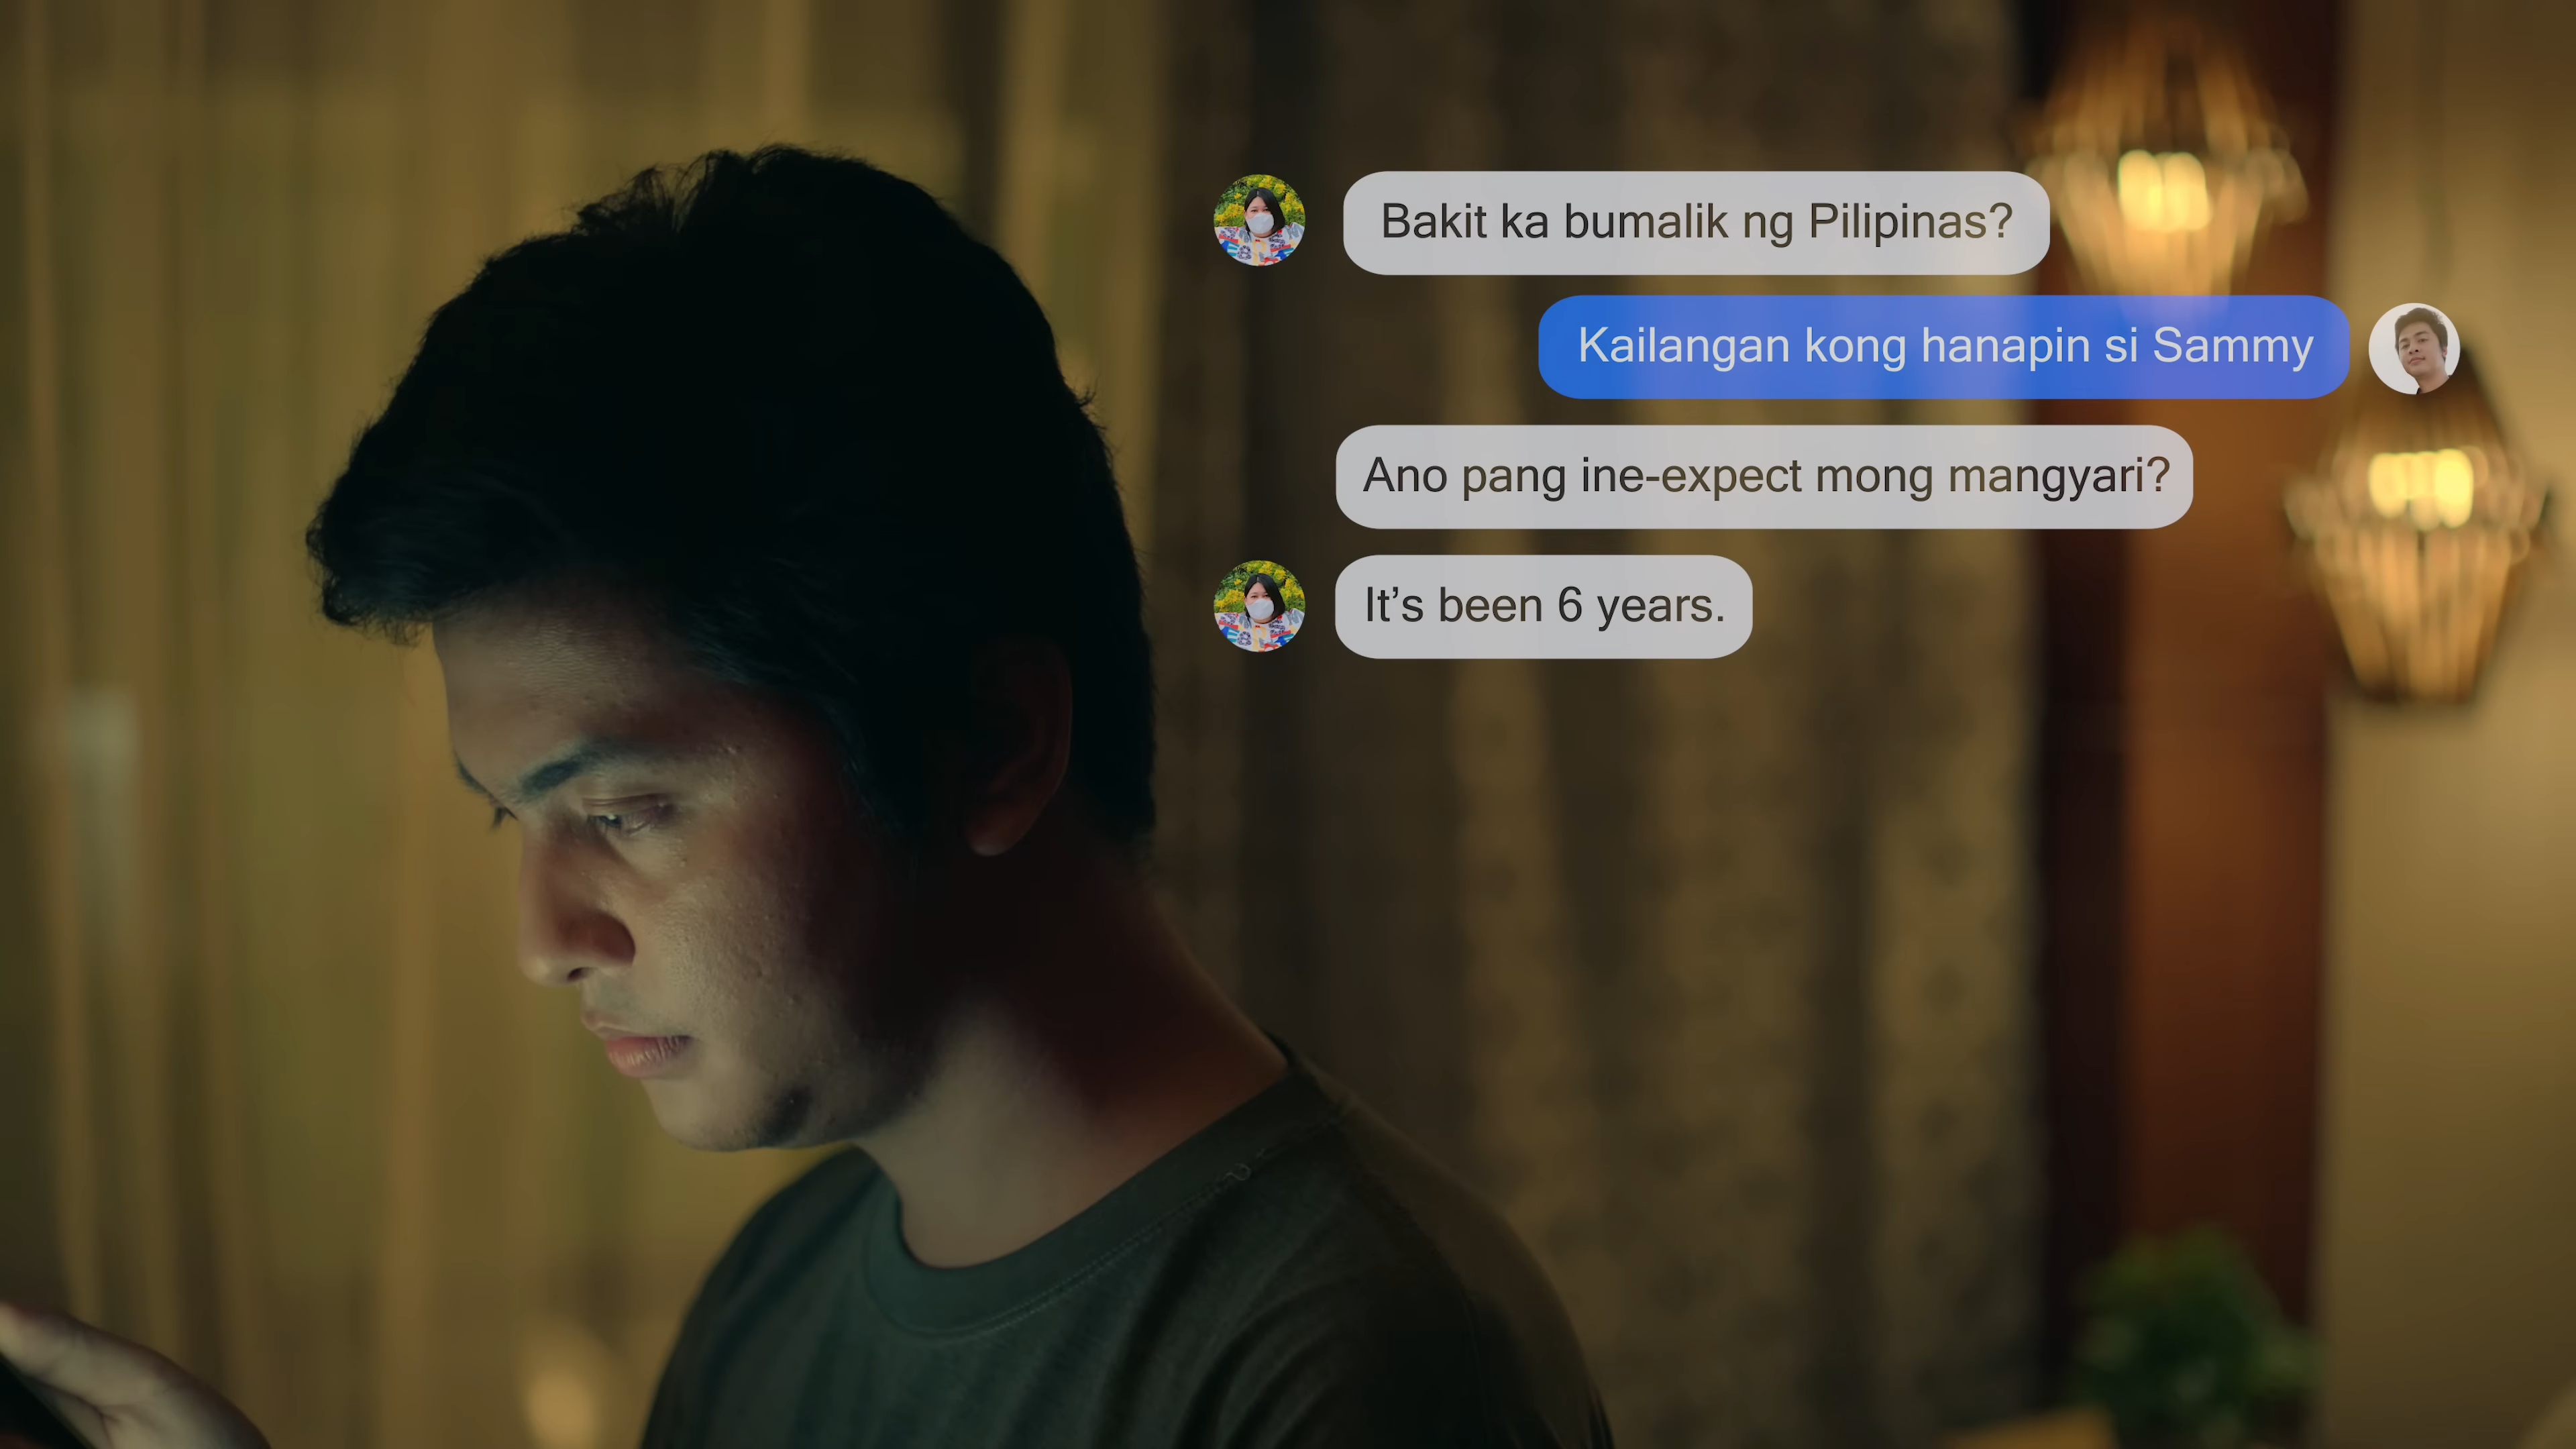 Bakit ka bumalik ng Pilipinas?
Kailangan kong hanapin si Sammy
Ano pang ine-expect mong mangyari?
It’s been 6 years.